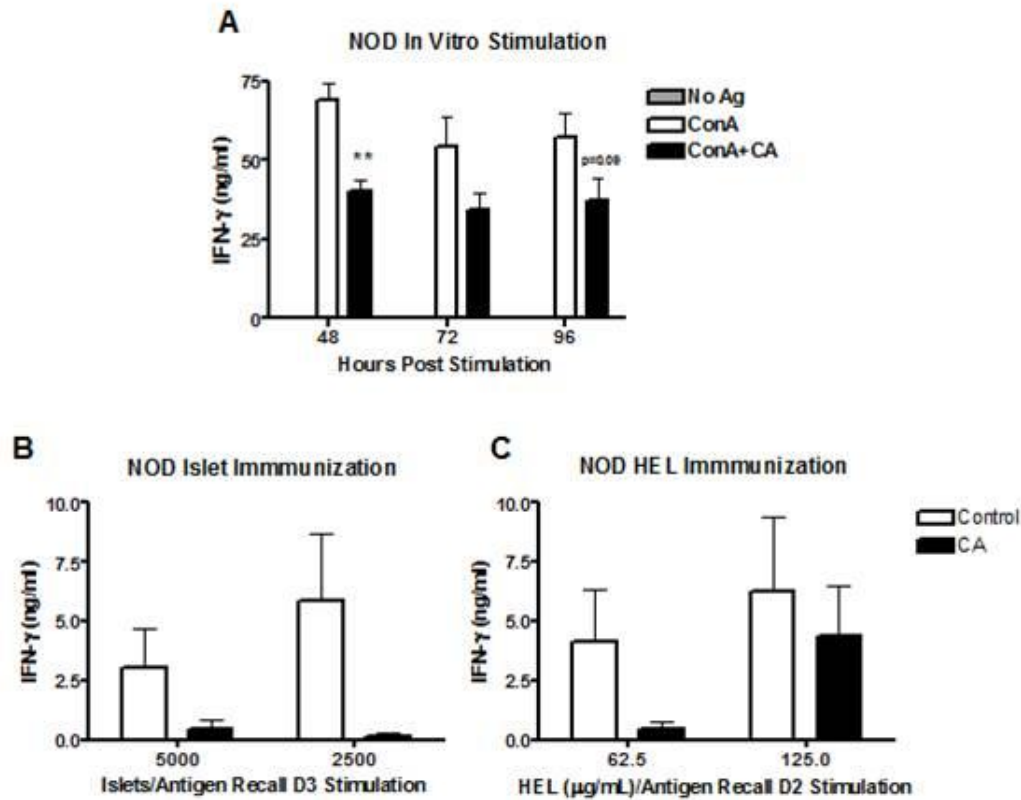 A
NOD In Vitro Stimulation
75
50
25
0
IFN-γ (ng/ml)
**
p=0.09
48 72 96
Hours Post Stimulation
No Ag
ConA
ConA+CA
B
NOD Islet Immmunization
10.0
7.5
5.0
2.5
0.0
IFN-γ (ng/ml)
5000 2500
Islets/Antigen Recall D3 Stimulation
C
NOD HEL Immmunization
10.0
7.5
5.0
2.5
0.0
IFN-γ (ng/ml)
62.5 125.0
HEL (μg/mL)/Antigen Recall D2 Stimulation
Control
CA